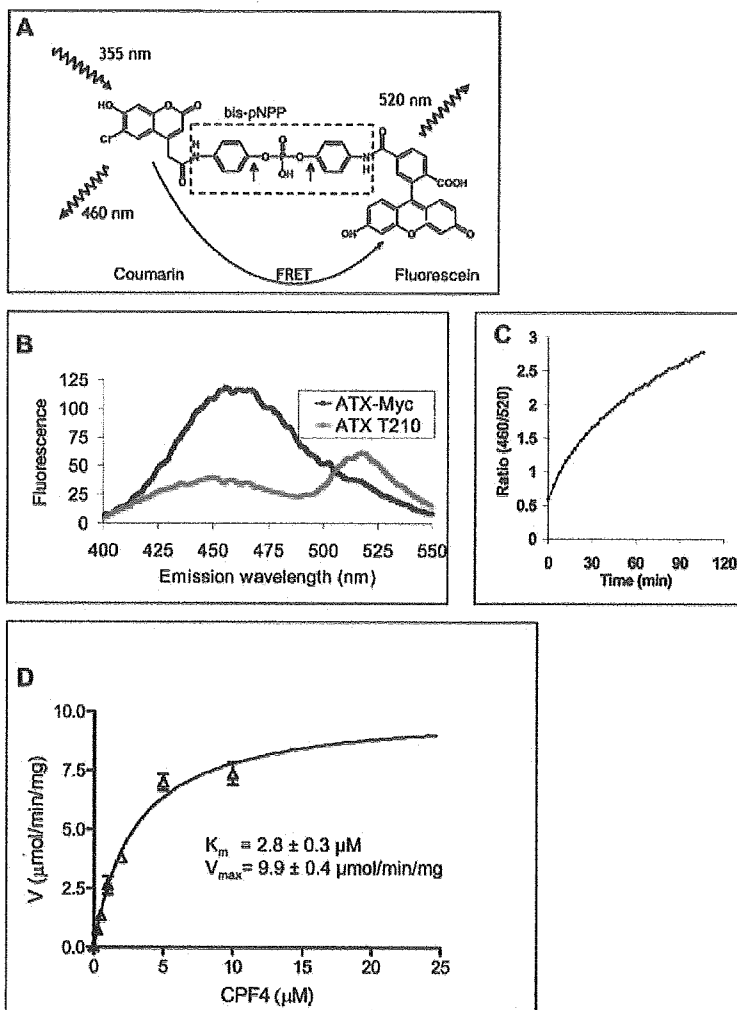 A
355 nm
bis-pNPP
520 nm
HO
O
O
Cl
O
H
N
O
O
P
O
OH
N
H
O
COOH
OH
O
O
460 nm
Coumarin
FRET
Fluorescein
B
125
100
75
50
25
0
Fluorescence
ATX-Myc
ATX T210
400
425
450
475
500
525
550
Emission wavelength (nm)
C
3
2.5
2
1.5
1
0.5
0
Ratio (460/520)
0
30
60
90
120
Time (min)
D
10.0
7.5
5.0
2.5
0.0
V (µmol/min/mg)
Km = 2.8 ± 0.3 µM
Vmax = 9.9 ± 0.4 µmol/min/mg
0
5
10
15
20
25
CPF4 (µM)